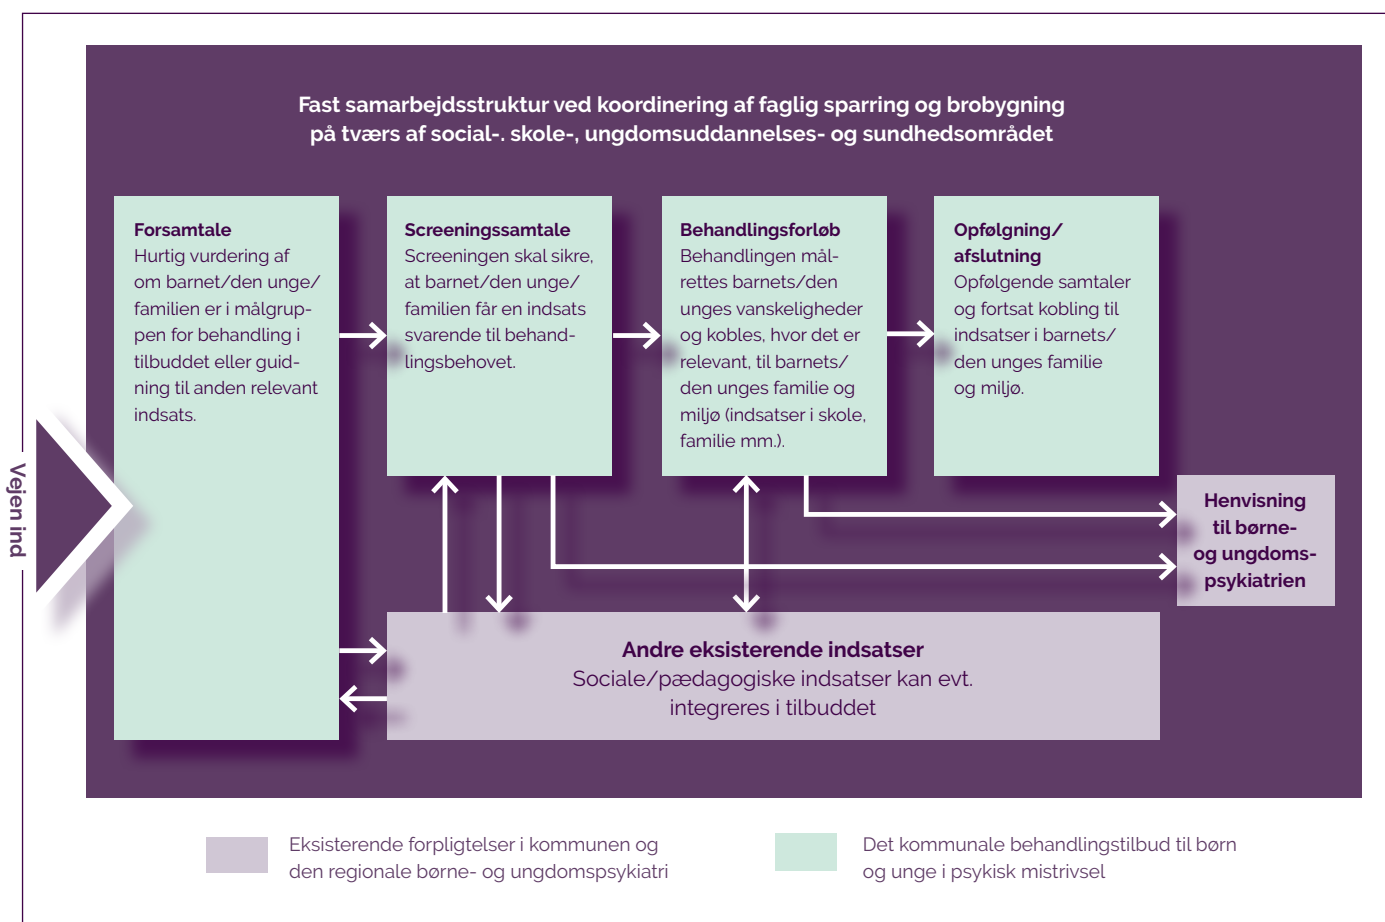 Fast samarbejdsstruktur ved koordinering af faglig sparring og brobygning
på tværs af social-. skole-, ungdomsuddannelses- og sundhedsområdet
Vejen ind
Forsamtale
Hurtig vurdering af
om barnet/den unge/
familien er i målgrup-
pen for behandling i
tilbuddet eller guid-
ning til anden relevant
indsats.
Screeningssamtale
Screeningen skal sikre,
at barnet/den unge/
familien får en indsats
svarende til behand-
lingsbehovet.
Behandlingsforløb
Behandlingen mål-
rettes barnets/den
unges vanskeligheder
og kobles, hvor det er
relevant, til barnets/
den unges familie og
miljø (indsatser i skole,
familie mm.).
Opfølgning/
afslutning
Opfølgende samtaler
og fortsat kobling til
indsatser i barnets/
den unges familie
og miljø.
Henvisning
til børne-
og ungdoms-
psykiatrien
Andre eksisterende indsatser
Sociale/pædagogiske indsatser kan evt.
integreres i tilbuddet
Eksisterende forpligtelser i kommunen og
den regionale børne- og ungdomspsykiatri
Det kommunale behandlingstilbud til børn
og unge i psykisk mistrivsel